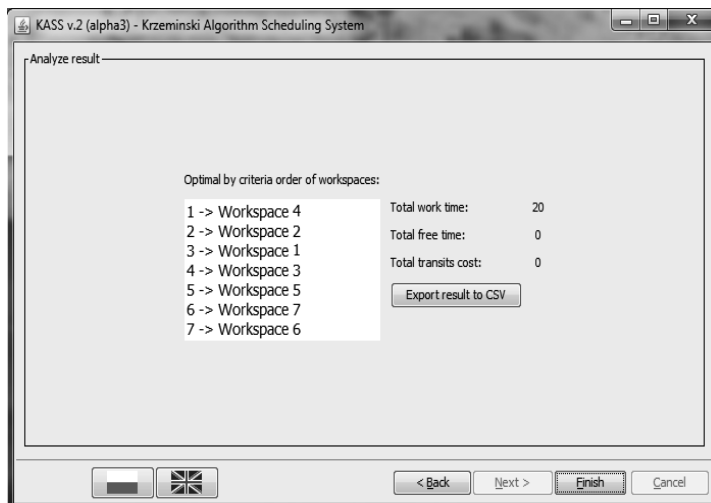 KASS v.2 (alpha3) - Krzeminski Algorithm Scheduling System
Analyze result
Optimal by criteria order of workspaces:
1 -> Workspace 4
2 -> Workspace 2
3 -> Workspace 1
4 -> Workspace 3
5 -> Workspace 5
6 -> Workspace 7
7 -> Workspace 6
Total work time: 20
Total free time: 0
Total transits cost: 0
Export result to CSV
< Back Next > Finish Cancel